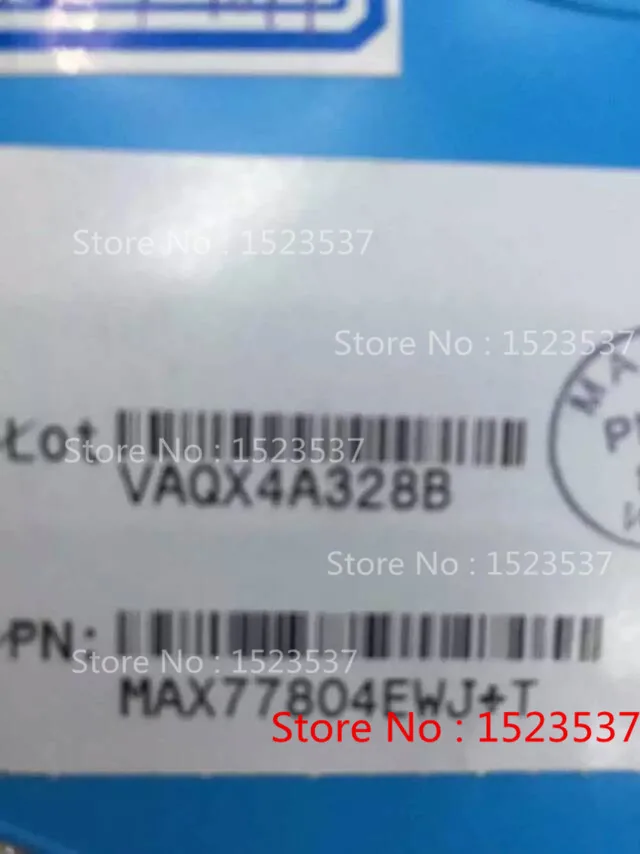 Store No : 1523537
Store No : 1523537
Lot
Store No : 1523537
VAQX4A328B
Store No : 1523537
PN:
Store No : 1523537
MAX77804EWJ+T
Store No : 1523537